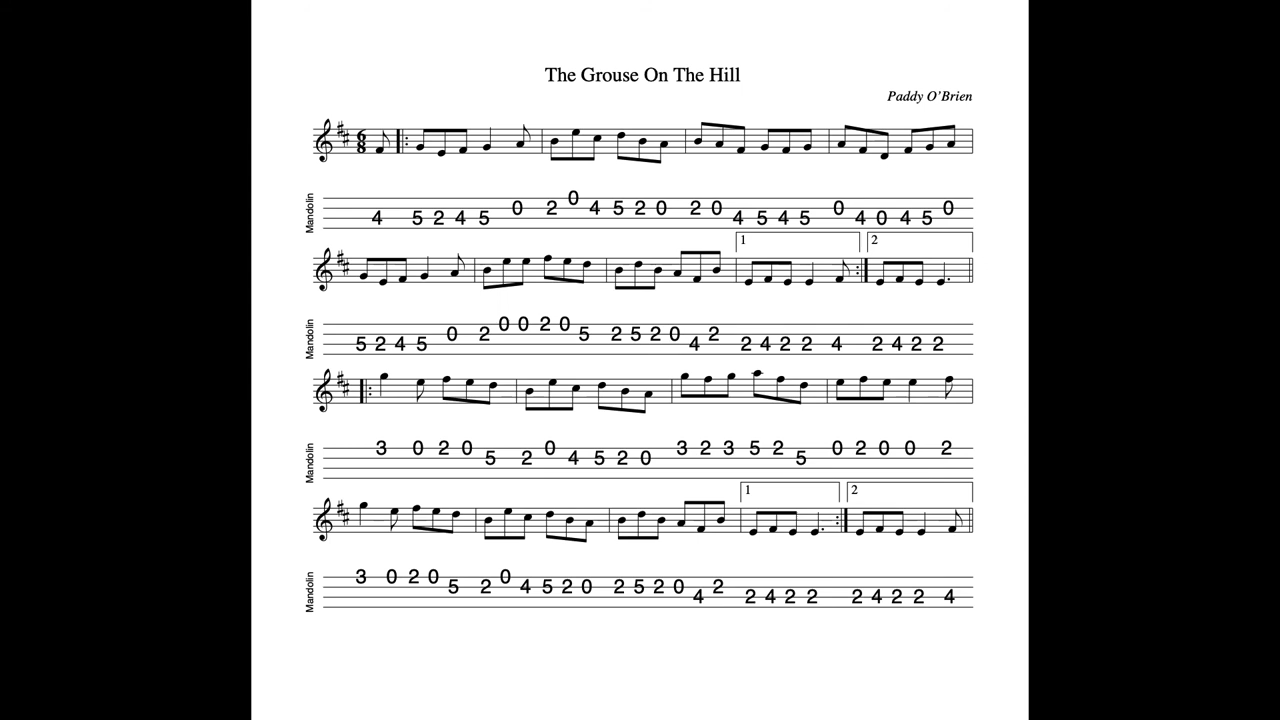 The Grouse On The Hill
Paddy O'Brien
6
8
Mandolin
4 5 2 4 5 0 2 0 4 5 2 0 2 0 4 5 4 5 0 4 0 4 5 0
1 2
Mandolin
5 2 4 5 0 2 0 0 2 0 5 2 5 2 0 4 2 2 4 2 2 4 2 4 2 2
Mandolin
3 0 2 0 5 2 0 4 5 2 0 3 2 3 5 2 5 0 2 0 0 2
1 2
Mandolin
3 0 2 0 5 2 0 4 5 2 0 2 5 2 0 4 2 2 4 2 2 2 4 2 2 4